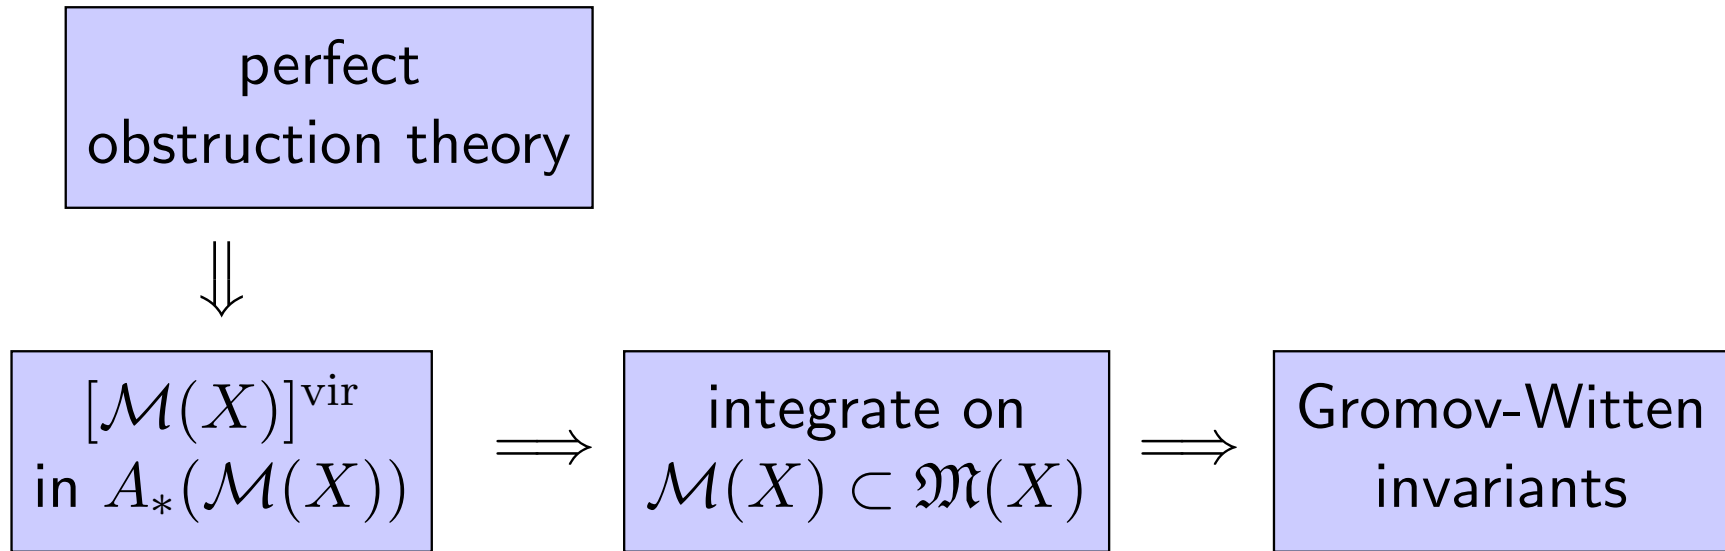 perfect
obstruction theory
⇓
[ℳ(X)]^vir
in A_*(ℳ(X))
⟹
integrate on
ℳ(X) ⊂ 𝔐(X)
⟹
Gromov-Witten
invariants